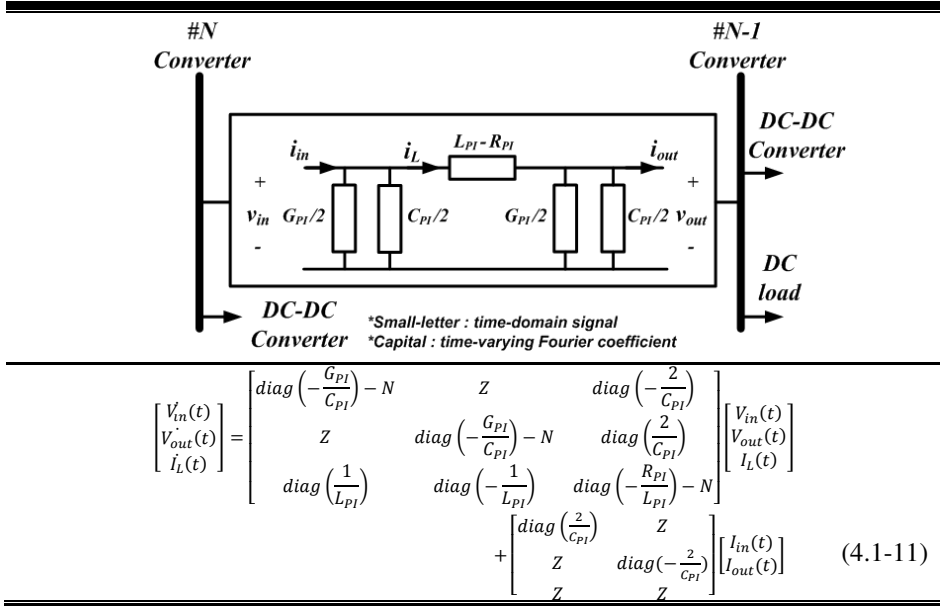 #N
Converter
#N-1
Converter
DC-DC
Converter
i_in
i_L
L_PI-R_PI
i_out
+
v_in
-
G_PI/2
C_PI/2
G_PI/2
C_PI/2
+
v_out
-
DC
load
DC-DC
Converter
*Small-letter : time-domain signal
*Capital : time-varying Fourier coefficient
[V̇_in(t) V̇_out(t) İ_L(t)] = [diag(-G_PI/C_PI) - N Z diag(-2/C_PI)
Z diag(-G_PI/C_PI) - N diag(2/C_PI)
diag(1/L_PI) diag(-1/L_PI) diag(-R_PI/L_PI) - N] [V_in(t) V_out(t) I_L(t)]
+ [diag(2/C_PI) Z
Z diag(-2/C_PI)
Z Z] [I_in(t) I_out(t)] (4.1-11)